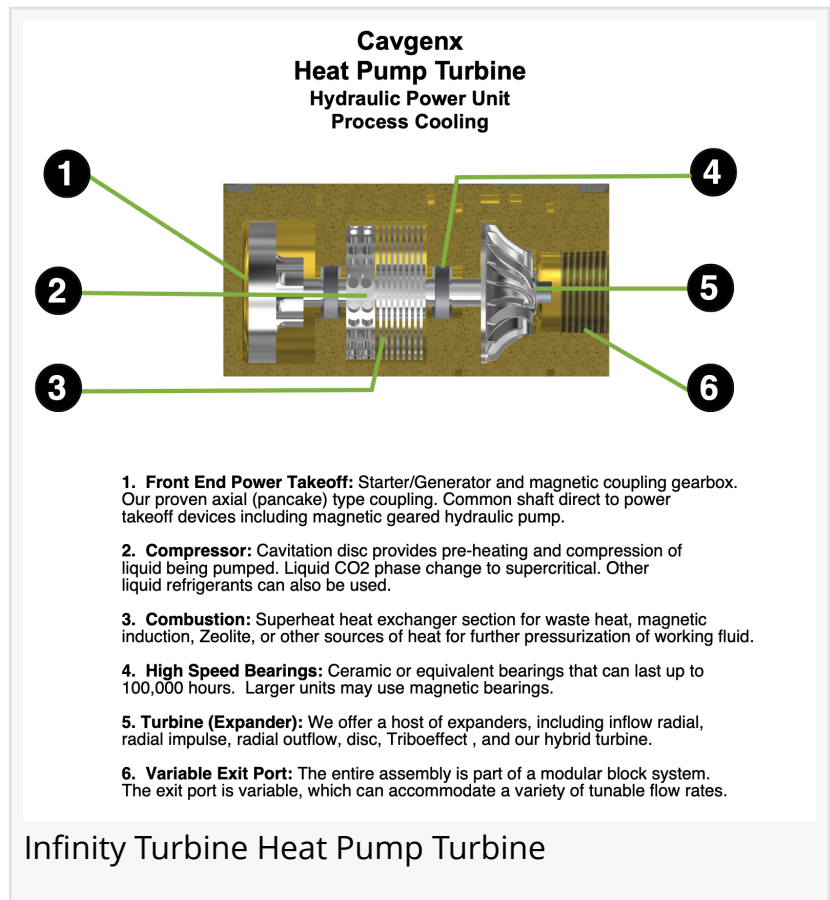 Cavgenx
Heat Pump Turbine
Hydraulic Power Unit
Process Cooling
1
4
2
5
3
6
1. Front End Power Takeoff: Starter/Generator and magnetic coupling gearbox.
Our proven axial (pancake) type coupling. Common shaft direct to power
takeoff devices including magnetic geared hydraulic pump.
2. Compressor: Cavitation disc provides pre-heating and compression of
liquid being pumped. Liquid CO2 phase change to supercritical. Other
liquid refrigerants can also be used.
3. Combustion: Superheat heat exchanger section for waste heat, magnetic
induction, Zeolite, or other sources of heat for further pressurization of working fluid.
4. High Speed Bearings: Ceramic or equivalent bearings that can last up to
100,000 hours. Larger units may use magnetic bearings.
5. Turbine (Expander): We offer a host of expanders, including inflow radial,
radial impulse, radial outflow, disc, Triboeffect , and our hybrid turbine.
6. Variable Exit Port: The entire assembly is part of a modular block system.
The exit port is variable, which can accommodate a variety of tunable flow rates.
Infinity Turbine Heat Pump Turbine